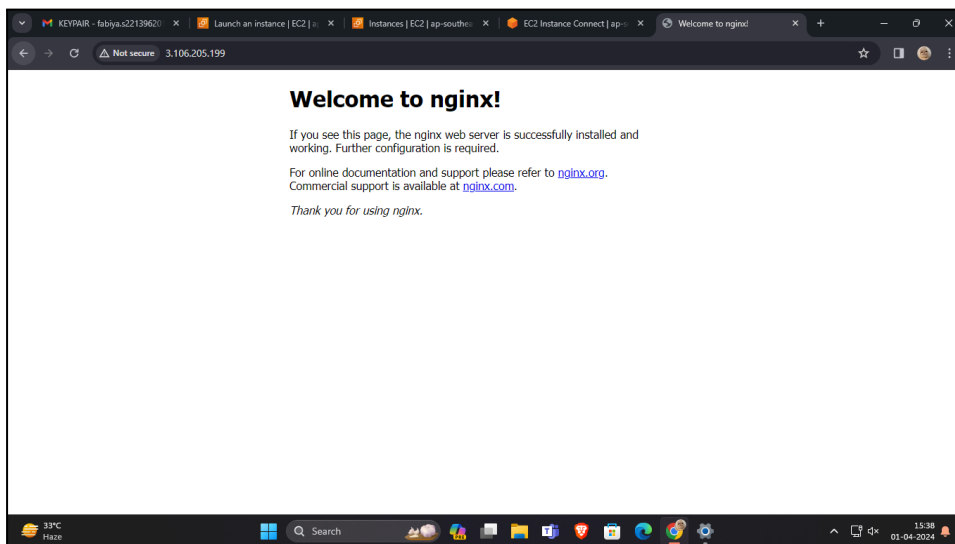 KEYPAIR - fabiya.s22139620
Launch an instance | EC2 | a
Instances | EC2 | ap-southea
EC2 Instance Connect | ap-s
Welcome to nginx!
Not secure
3.106.205.199
Welcome to nginx!
If you see this page, the nginx web server is successfully installed and
working. Further configuration is required.
For online documentation and support please refer to nginx.org.
Commercial support is available at nginx.com.
Thank you for using nginx.
33°C
Haze
Search
15:38
01-04-2024